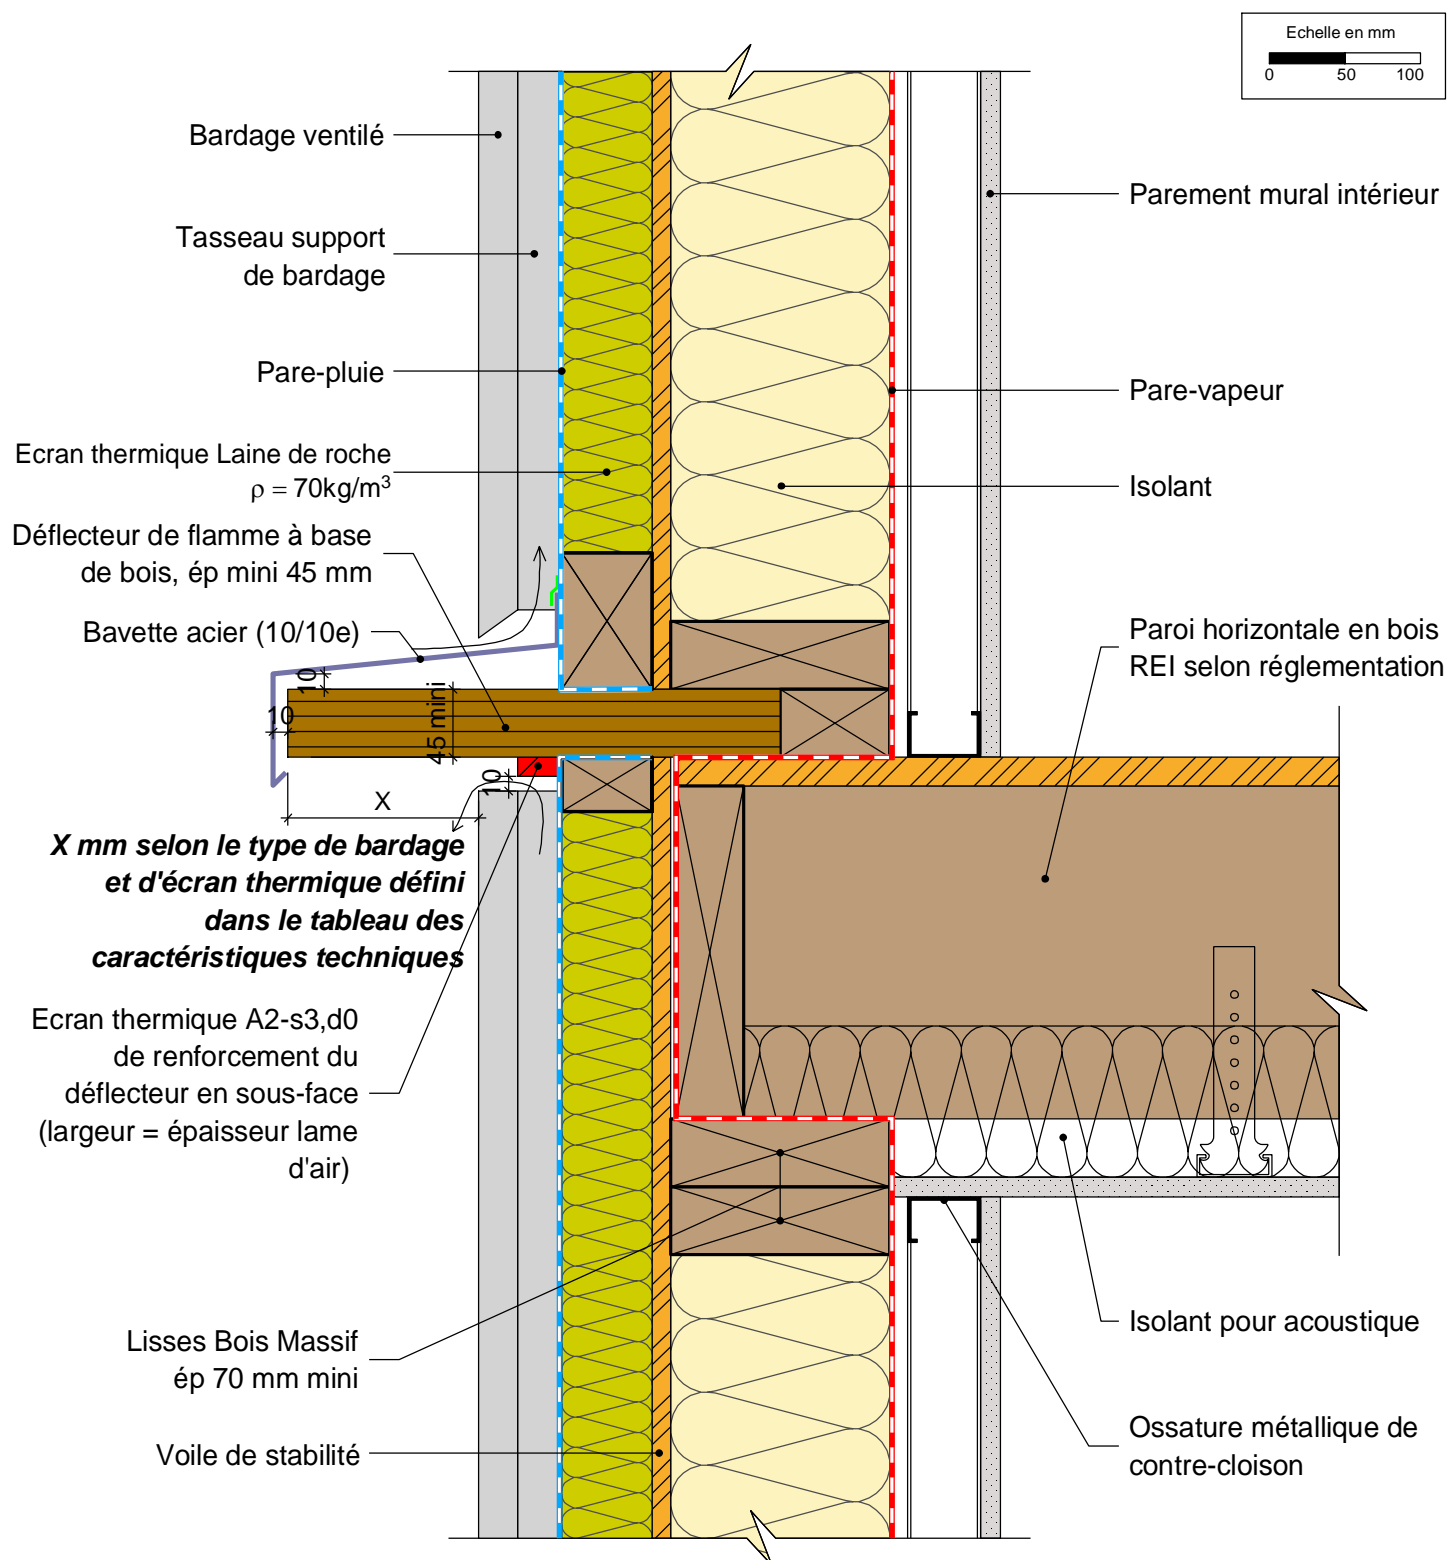 Echelle en mm
0 50 100
Bardage ventilé
Tasseau support
de bardage
Pare-pluie
Ecran thermique Laine de roche
ρ = 70kg/m³
Déflecteur de flamme à base
de bois, ép mini 45 mm
Bavette acier (10/10e)
10
10
45 mini
10
X
X mm selon le type de bardage
et d'écran thermique défini
dans le tableau des
caractéristiques techniques
Ecran thermique A2-s3,d0
de renforcement du
déflecteur en sous-face
(largeur = épaisseur lame
d'air)
Lisses Bois Massif
ép 70 mm mini
Voile de stabilité
Parement mural intérieur
Pare-vapeur
Isolant
Paroi horizontale en bois
REI selon réglementation
Isolant pour acoustique
Ossature métallique de
contre-cloison